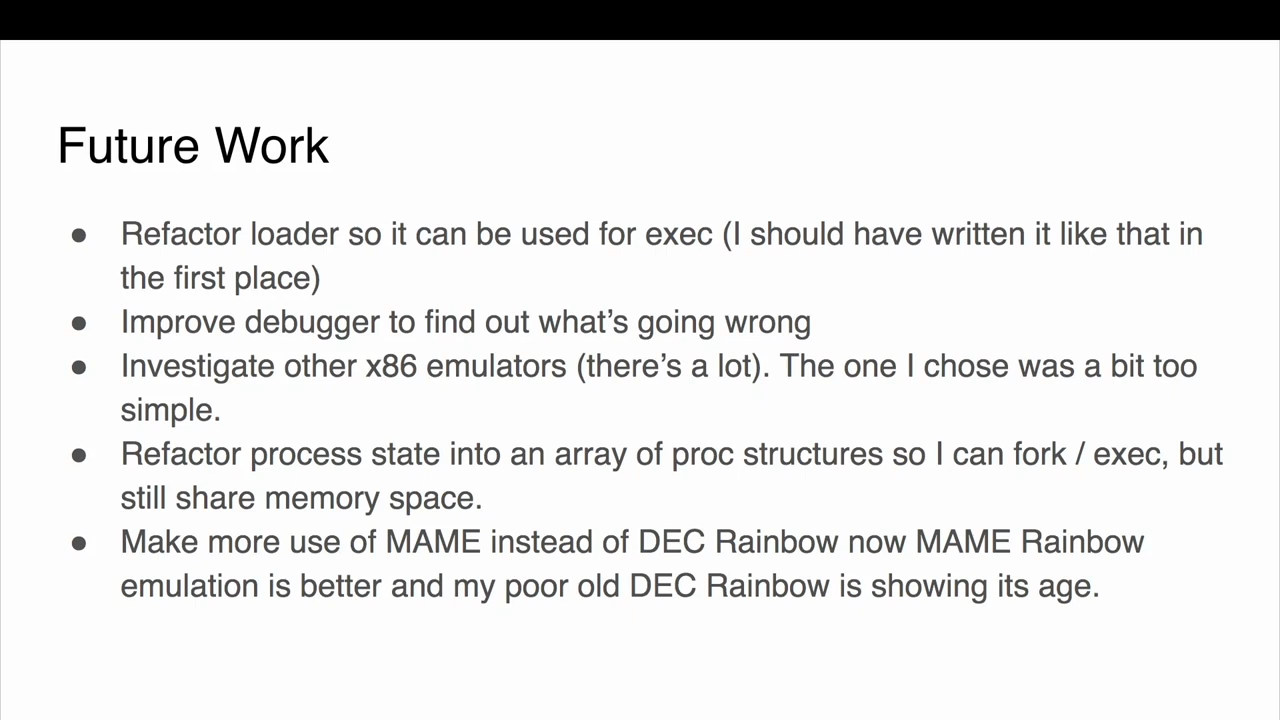 Future Work
● Refactor loader so it can be used for exec (I should have written it like that in
the first place)
● Improve debugger to find out what’s going wrong
● Investigate other x86 emulators (there’s a lot). The one I chose was a bit too
simple.
● Refactor process state into an array of proc structures so I can fork / exec, but
still share memory space.
● Make more use of MAME instead of DEC Rainbow now MAME Rainbow
emulation is better and my poor old DEC Rainbow is showing its age.